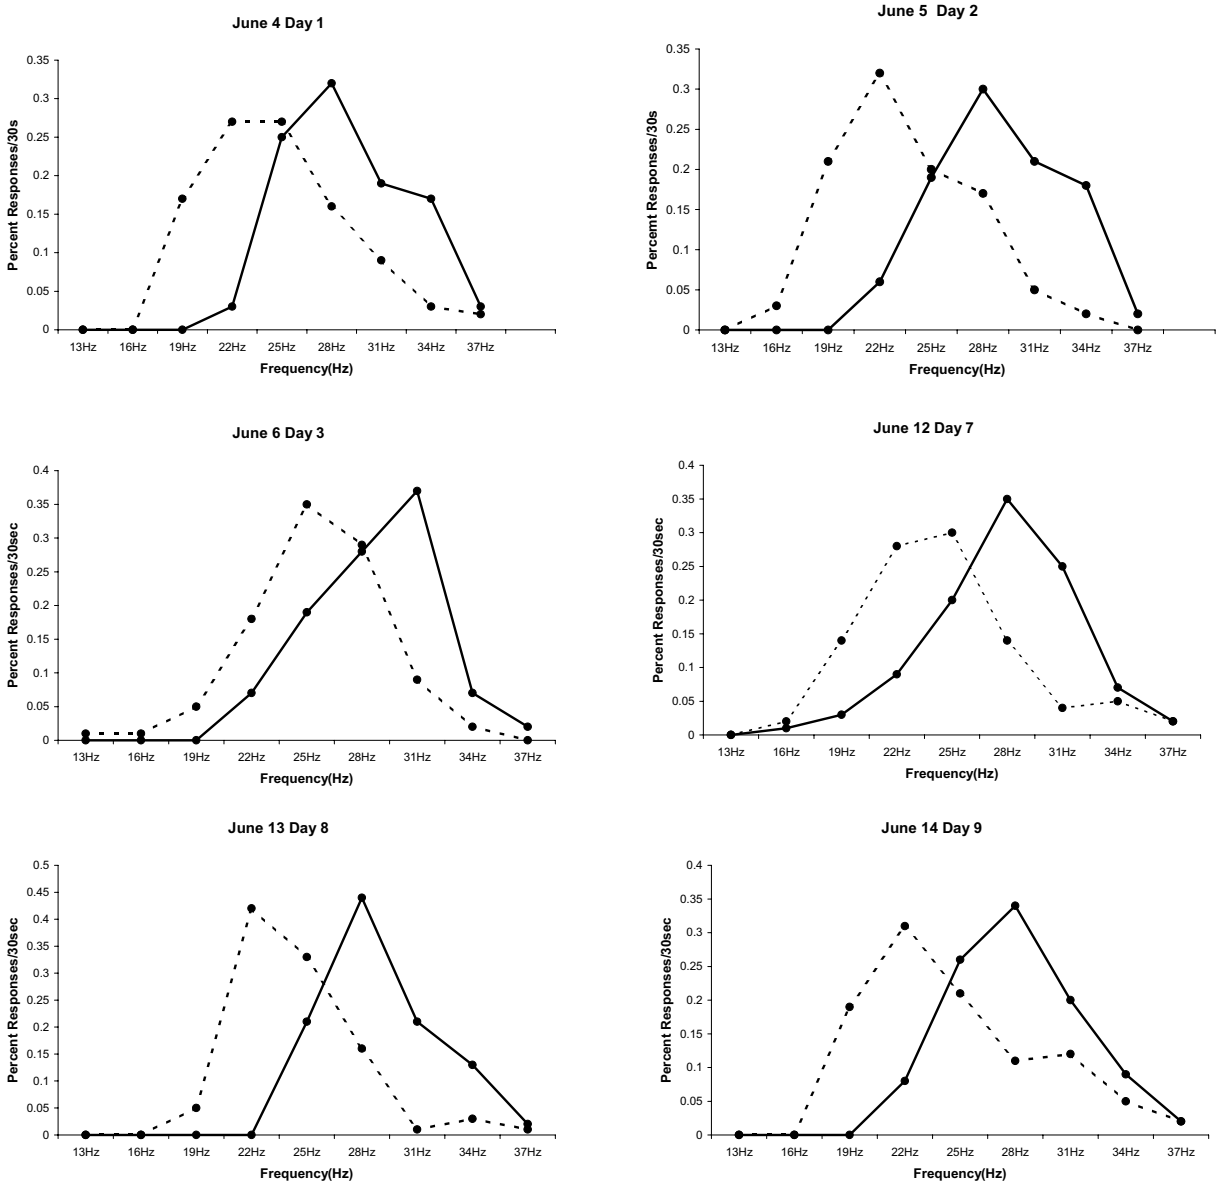 June 4 Day 1
0.35
0.3
0.25
0.2
0.15
0.1
0.05
0
Percent Responses/30s
13Hz 16Hz 19Hz 22Hz 25Hz 28Hz 31Hz 34Hz 37Hz
Frequency(Hz)
June 5 Day 2
0.35
0.3
0.25
0.2
0.15
0.1
0.05
0
Percemt Responses/30s
13Hz 16Hz 19Hz 22Hz 25Hz 28Hz 31Hz 34Hz 37Hz
Frequency(Hz)
June 6 Day 3
0.4
0.35
0.3
0.25
0.2
0.15
0.1
0.05
0
Percent Responses/30sec
13Hz 16Hz 19Hz 22Hz 25Hz 28Hz 31Hz 34Hz 37Hz
Frequency(Hz)
June 12 Day 7
0.4
0.35
0.3
0.25
0.2
0.15
0.1
0.05
0
Percent Responses/30sec
13Hz 16Hz 19Hz 22Hz 25Hz 28Hz 31Hz 34Hz 37Hz
Frequency(Hz)
June 13 Day 8
0.5
0.45
0.4
0.35
0.3
0.25
0.2
0.15
0.1
0.05
0
Percent Responses/30sec
13Hz 16Hz 19Hz 22Hz 25Hz 28Hz 31Hz 34Hz 37Hz
Frequency(Hz)
June 14 Day 9
0.4
0.35
0.3
0.25
0.2
0.15
0.1
0.05
0
Percent Responses/30sec
13Hz 16Hz 19Hz 22Hz 25Hz 28Hz 31Hz 34Hz 37Hz
Frequency(Hz)